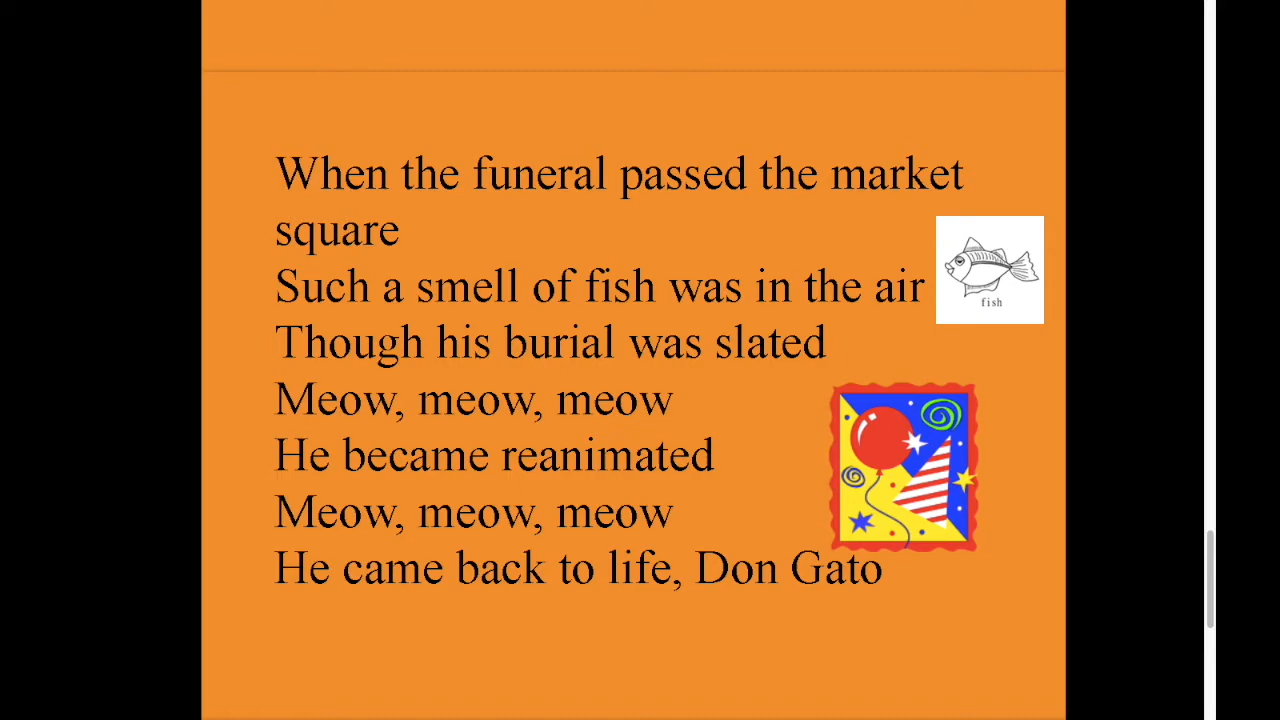 When the funeral passed the market
square
Such a smell of fish was in the air
fish
Though his burial was slated
Meow, meow, meow
He became reanimated
Meow, meow, meow
He came back to life, Don Gato